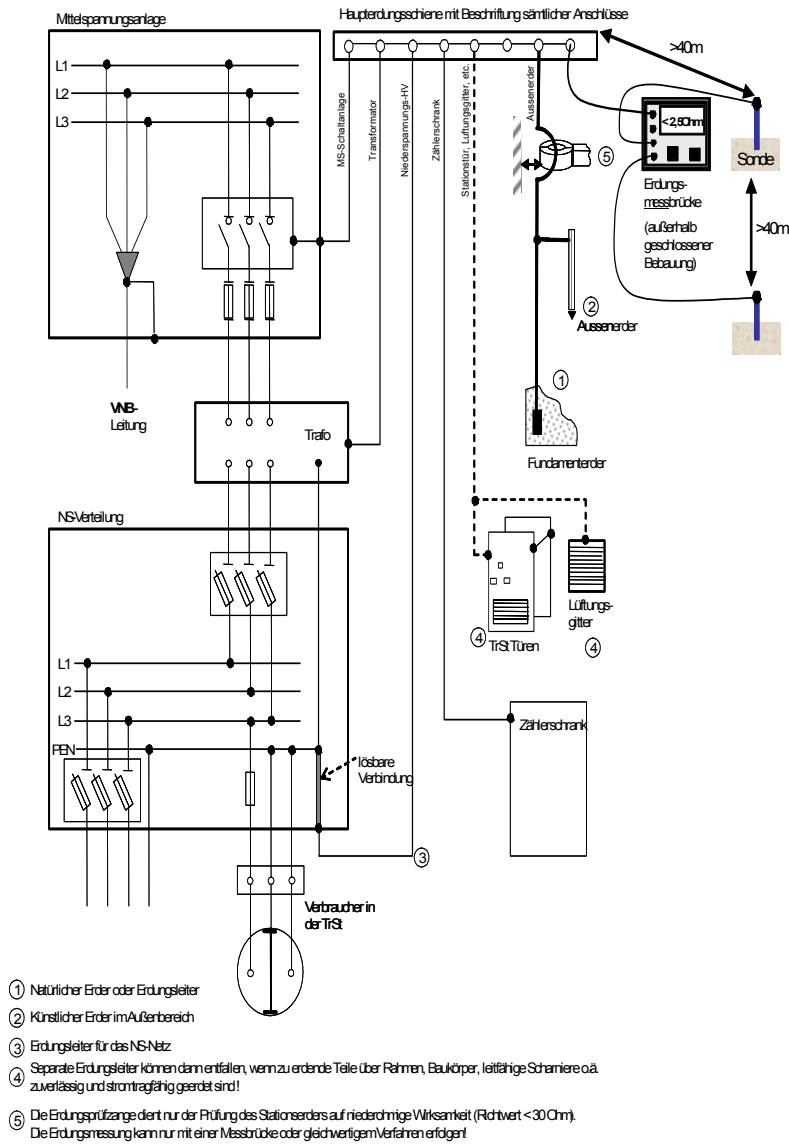 Mittelspannungsanlage
Haupterdungsschiene mit Beschriftung sämtlicher Anschlüsse
>40m
L1
L2
L3
MS-Schaltanlage
Transformator
Niederspannungs-HV
Zählerschrank
Stationstür, Lüftungsgitter, etc.
Aussenerder
<2,5Ohm
5
Sonde
Erdungs-
messbrücke
(außerhalb
geschlossener
Bebauung)
>40m
2
Aussenerder
1
VNB-
Leitung
Trafo
Fundamenterder
NS-Verteilung
Lüftungs-
gitter
4
TrSt Türen
4
L1
L2
L3
PEN
lösbare
Verbindung
Zählerschrank
3
Verbraucher in
der TrSt
1 Natürlicher Erder oder Erdungsleiter
2 Künstlicher Erder im Außenbereich
3 Erdungsleiter für das NS-Netz
4 Separate Erdungsleiter können dann entfallen, wenn zu erdende Teile über Rahmen, Baukörper, leitfähige Scharniere o.ä.
zuverlässig und stromtragfähig geerdet sind!
5 Die Erdungsprüfzange dient nur der Prüfung des Stationserders auf niederohmige Wirksamkeit (Richtwert < 30 Ohm).
Die Erdungsmessung kann nur mit einer Messbrücke oder gleichwertigem Verfahren erfolgen!